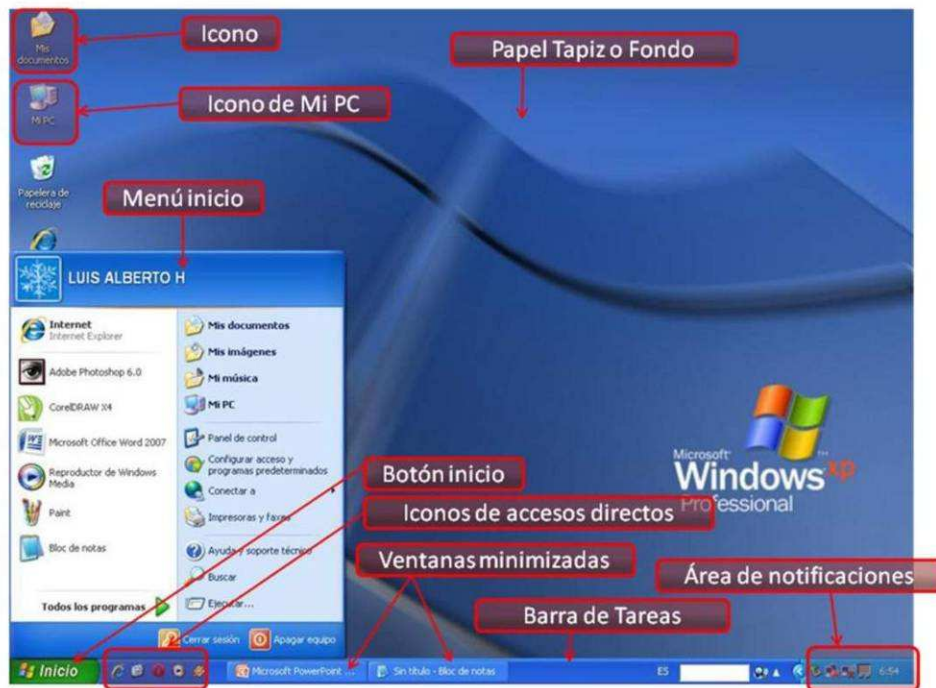 Mis
documentos
Icono
Papel Tapiz o Fondo
Mi PC
Icono de Mi PC
Papelera de
reciclaje
Menú inicio
LUIS ALBERTO H
Internet
Internet Explorer
Adobe Photoshop 6.0
CorelDRAW X4
Microsoft Office Word 2007
Reproductor de Windows
Media
Paint
Bloc de notas
Todos los programas
Mis documentos
Mis imágenes
Mi música
Mi PC
Panel de control
Configurar acceso y
programas predeterminados
Conectar a
Impresoras y faxes
Ayuda y soporte técnico
Buscar
Ejecutar...
Cerrar sesión
Apagar equipo
Microsoft
Windows xp
Professional
Botón inicio
Iconos de accesos directos
Ventanas minimizadas
Área de notificaciones
Barra de Tareas
Inicio
Microsoft PowerPoint ...
Sin título - Bloc de notas
ES
6:54